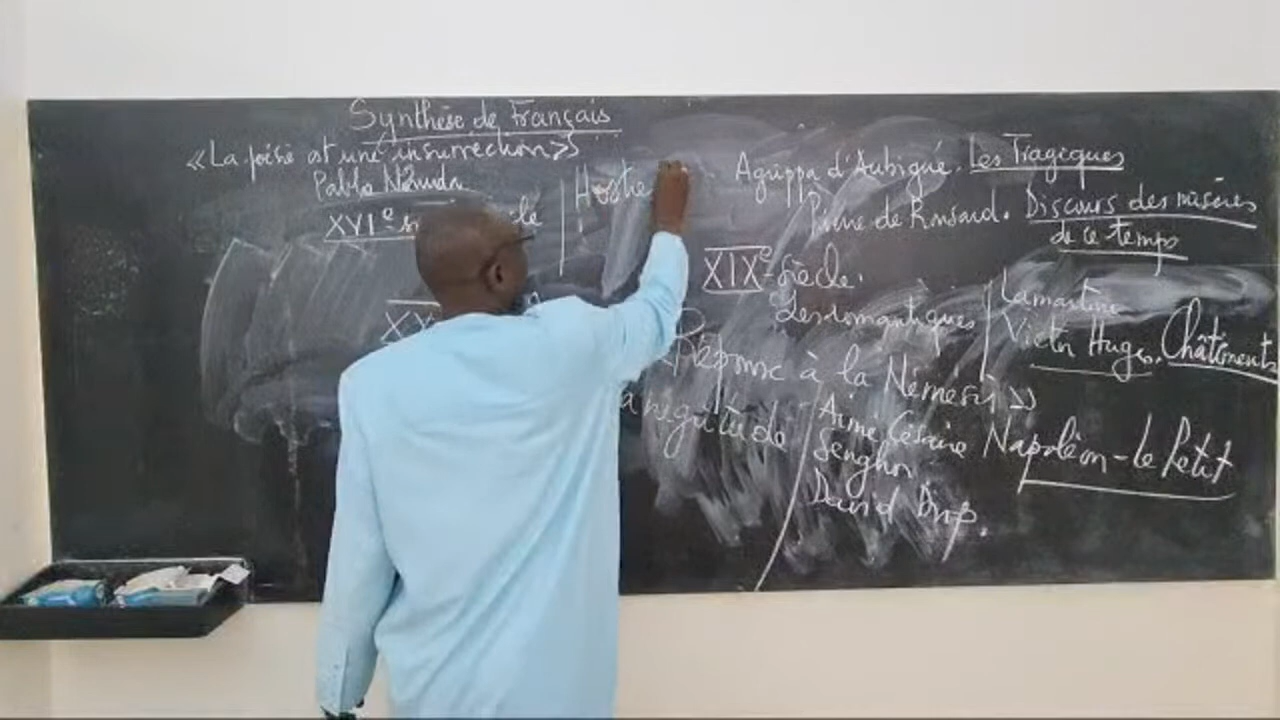 Synthèse de Français
«La poésie est une insurrection»
Pablo Neruda
XVIe siècle
Agrippa d'Aubigné. Les Tragiques
Pierre de Ronsard. Discours des misères
de ce temps
XIXe siècle.
Les romantiques
Lamartine
Victor Hugo. Châtiments
Réponse à la Némésis »
négritude
Aimé Césaire
Napoléon-le Petit
Senghor
David Diop.